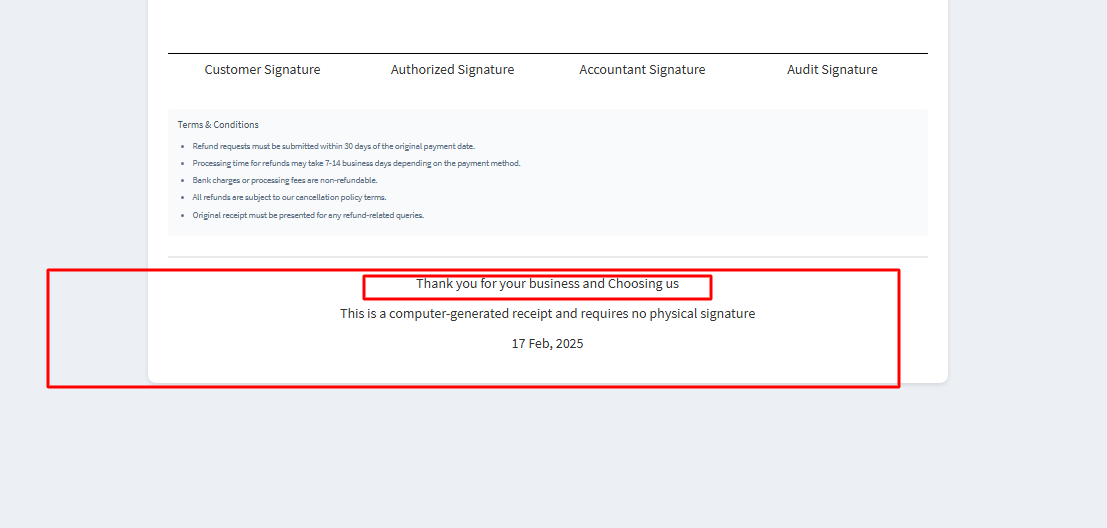 Customer Signature Authorized Signature Accountant Signature Audit Signature
Terms & Conditions
• Refund requests must be submitted within 30 days of the original payment date.
• Processing time for refunds may take 7-14 business days depending on the payment method.
• Bank charges or processing fees are non-refundable.
• All refunds are subject to our cancellation policy terms.
• Original receipt must be presented for any refund-related queries.
Thank you for your business and Choosing us
This is a computer-generated receipt and requires no physical signature
17 Feb, 2025